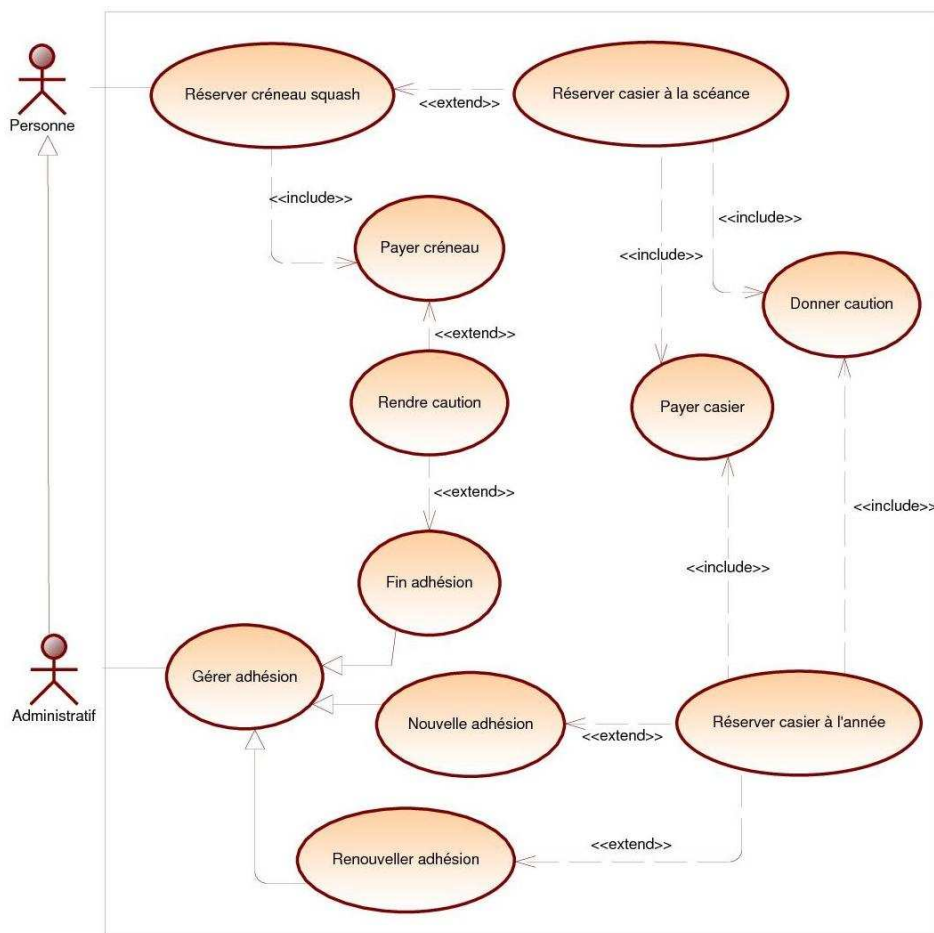 Réserver créneau squash
<<extend>>
Réserver casier à la scéance
Personne
<<include>>
<<include>>
Payer créneau
<<include>>
Donner caution
<<extend>>
Rendre caution
Payer casier
<<extend>>
<<include>>
<<include>>
Fin adhésion
Gérer adhésion
Administratif
Nouvelle adhésion
<<extend>>
Réserver casier à l'année
<<extend>>
Renouveller adhésion